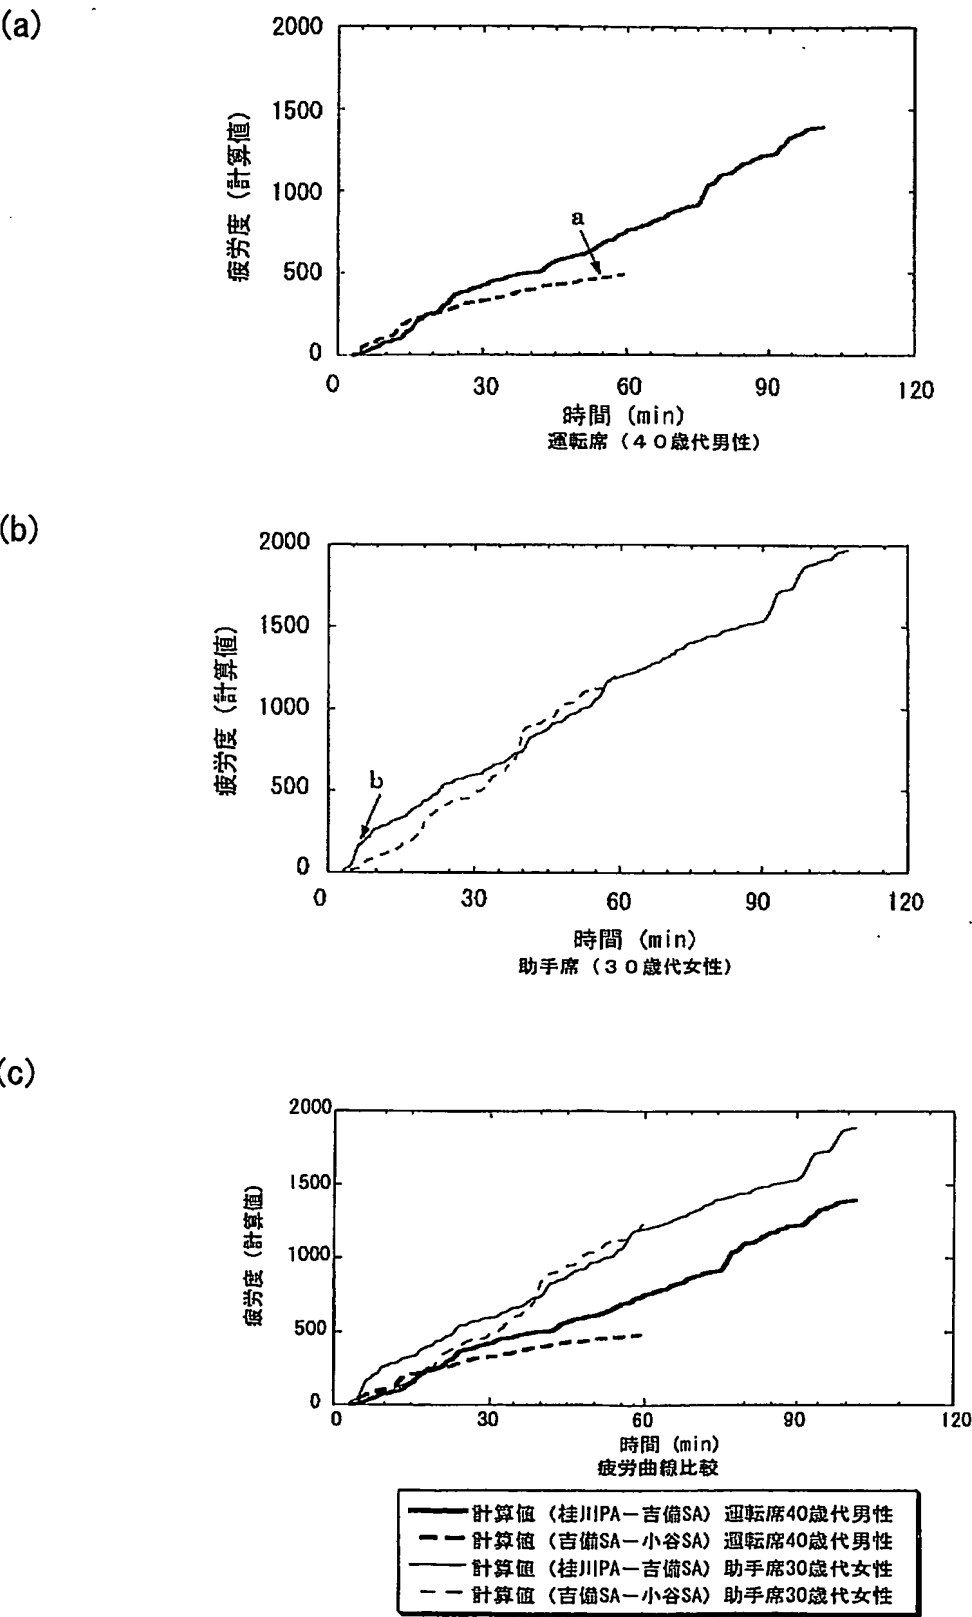 (a)
2000
1500
1000
500
0
疲労度（計算値）
a
0 30 60 90 120
時間 (min)
運転席（４０歳代男性）
(b)
2000
1500
1000
500
0
疲労度（計算値）
b
0 30 60 90 120
時間 (min)
助手席（３０歳代女性）
(c)
2000
1500
1000
500
0
疲労度（計算値）
0 30 60 90 120
時間 (min)
疲労曲線比較
計算値（桂川PA－吉備SA）運転席40歳代男性
計算値（吉備SA－小谷SA）運転席40歳代男性
計算値（桂川PA－吉備SA）助手席30歳代女性
計算値（吉備SA－小谷SA）助手席30歳代女性